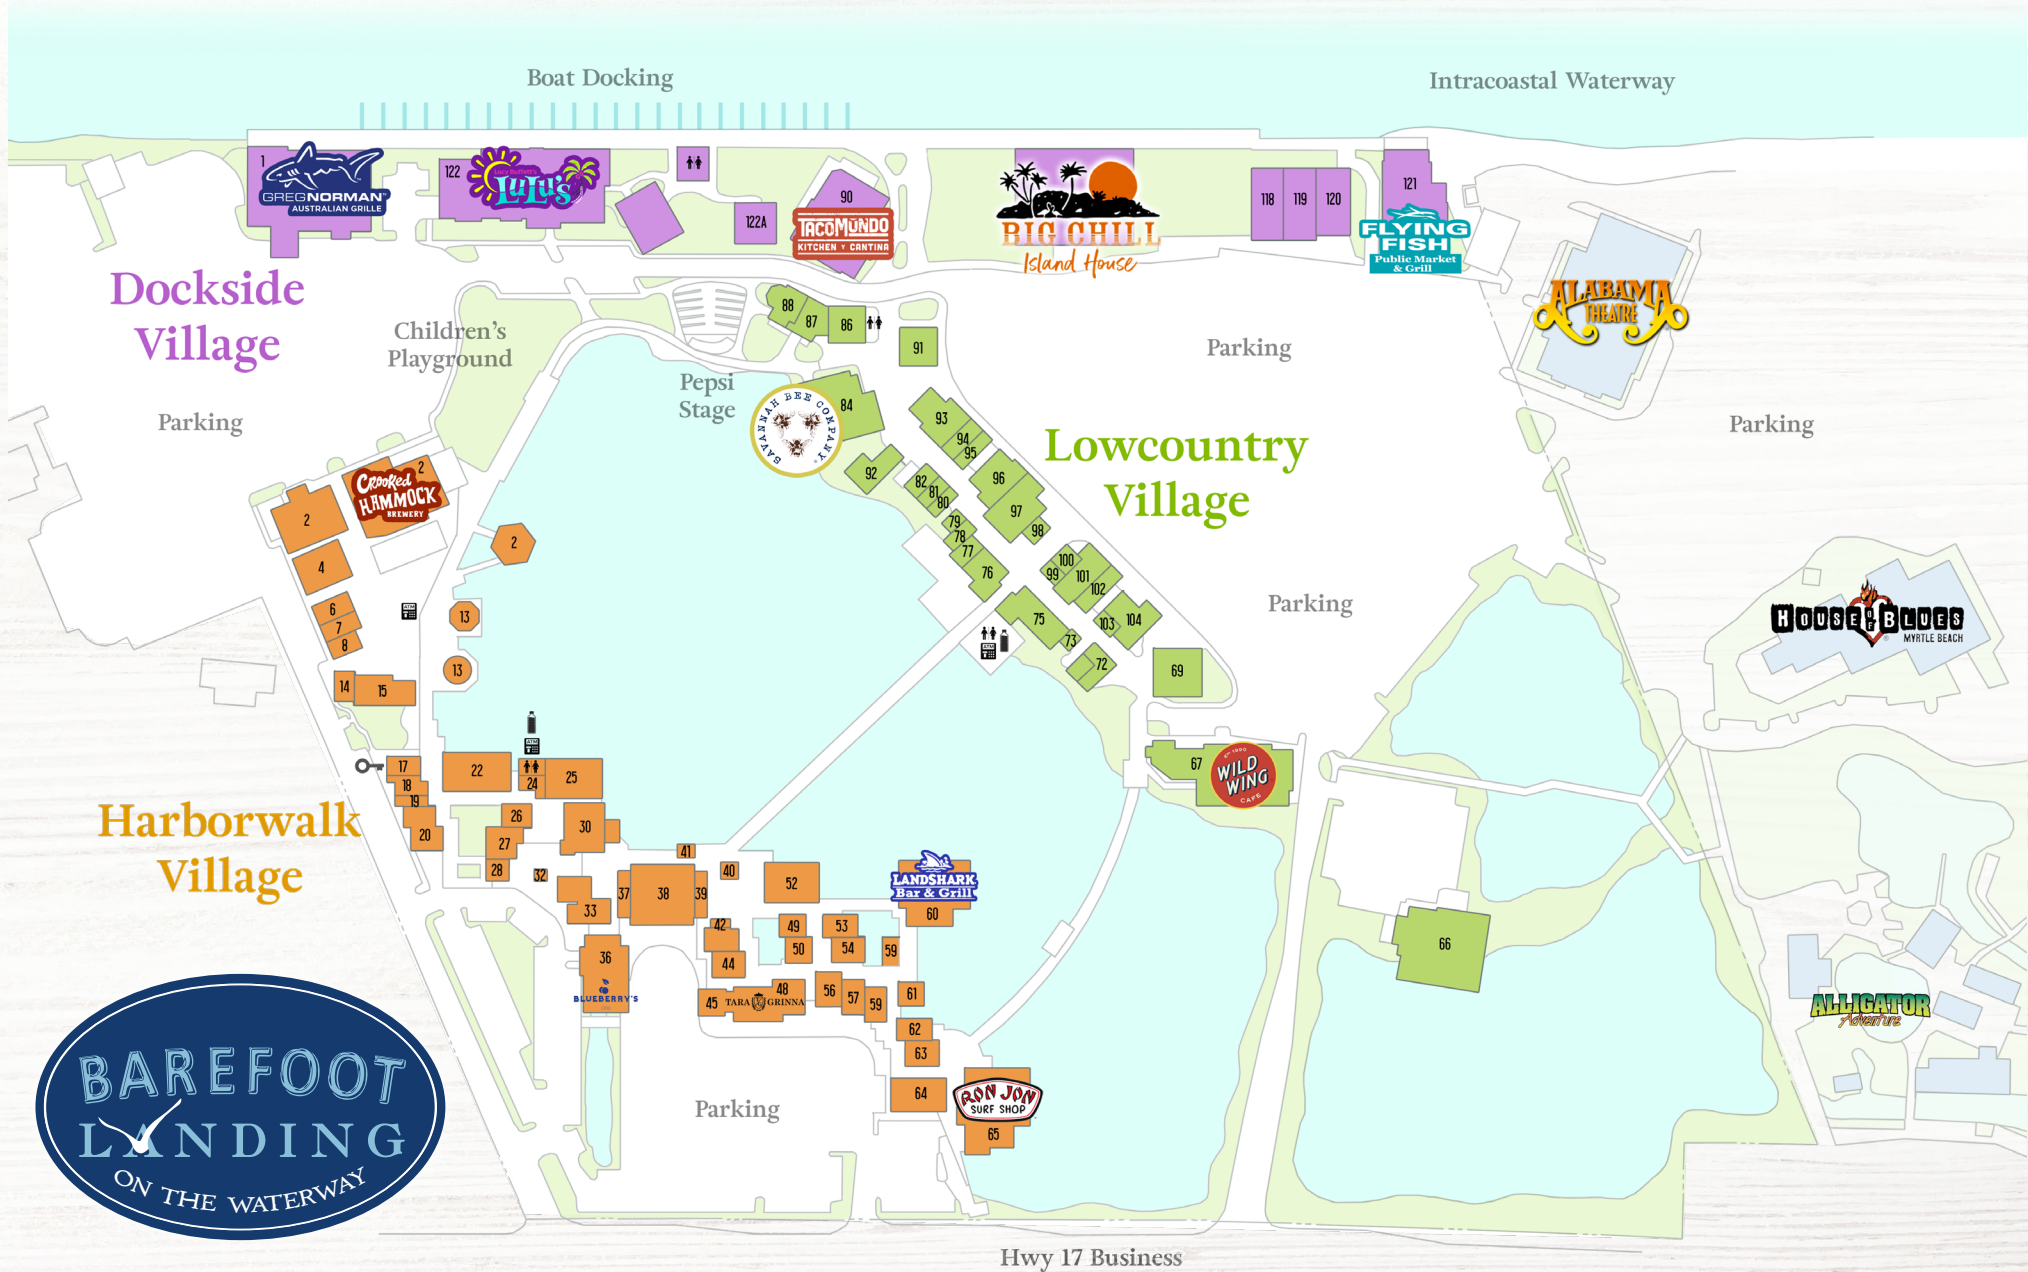 Boat Docking
Intracoastal Waterway
1
GREGNORMAN
AUSTRALIAN GRILLE
122
Lucy Buffett's
LuLu's
122A
90
TACOMUNDO
KITCHEN Y CANTINA
BIG CHILL
Island House
118
119
120
121
FLYING
FISH
Public Market
& Grill
ALABAMA
THEATRE
Dockside
Village
Children's
Playground
Pepsi
Stage
Parking
88
87
86
91
Parking
Parking
84
SAVANNAH BEE COMPANY
92
93
94
95
96
97
98
82
81
80
79
78
77
76
Lowcountry
Village
99
100
101
102
103
104
75
73
72
69
Parking
67
EST 1990
WILD
WING
CAFE
66
HOUSE OF BLUES
MYRTLE BEACH
ALLIGATOR
Adventure
2
CROOKED
HAMMOCK
BREWERY
2
2
4
6
7
8
ATM
13
13
14
15
ATM
ATM
17
18
19
20
22
24
25
26
27
28
30
32
33
Harborwalk
Village
36
BLUEBERRY'S
37
38
39
40
41
42
44
45
TARA GRINNA
48
49
50
52
53
54
56
57
59
59
LANDSHARK
Bar & Grill
60
61
62
63
64
RON JON
SURF SHOP
65
Parking
BAREFOOT
LANDING
ON THE WATERWAY
Hwy 17 Business